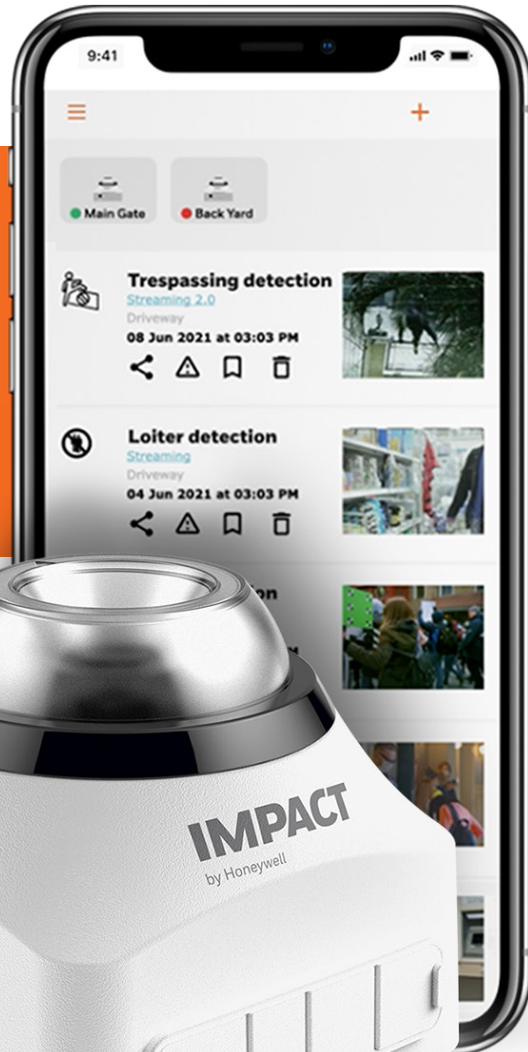 9:41
Main Gate
Back Yard
Trespassing detection
Streaming 2.0
Driveway
08 Jun 2021 at 03:03 PM
Loiter detection
Streaming
Driveway
04 Jun 2021 at 03:03 PM
on
M
IMPACT
by Honeywell